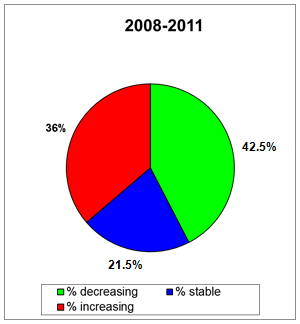 2008-2011
36%
42.5%
21.5%
% decreasing % stable
% increasing